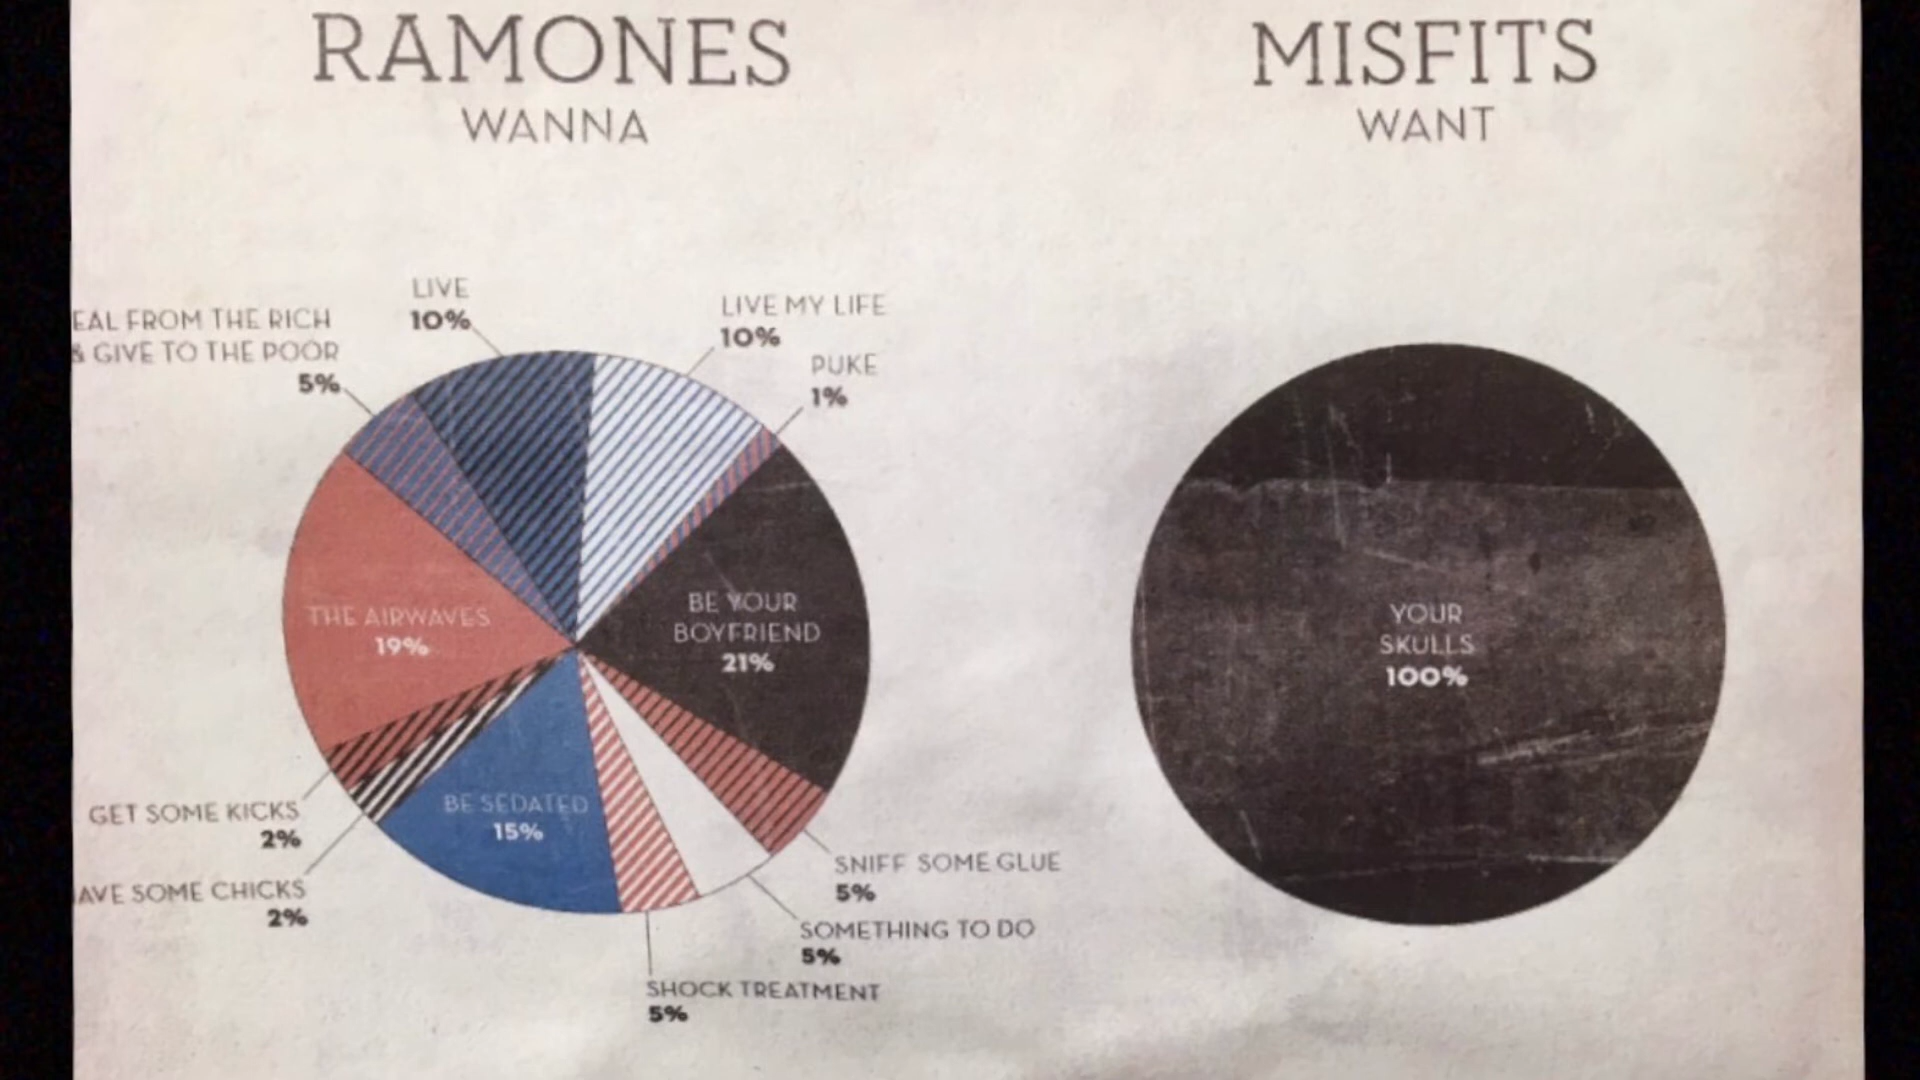 RAMONES
WANNA
LIVE
10%
LIVE MY LIFE
10%
EAL FROM THE RICH
& GIVE TO THE POOR
5%
PUKE
1%
THE AIRWAVES
19%
BE YOUR
BOYFRIEND
21%
GET SOME KICKS
2%
BE SEDATED
15%
AVE SOME CHICKS
2%
SNIFF SOME GLUE
5%
SOMETHING TO DO
5%
SHOCK TREATMENT
5%
MISFITS
WANT
YOUR
SKULLS
100%